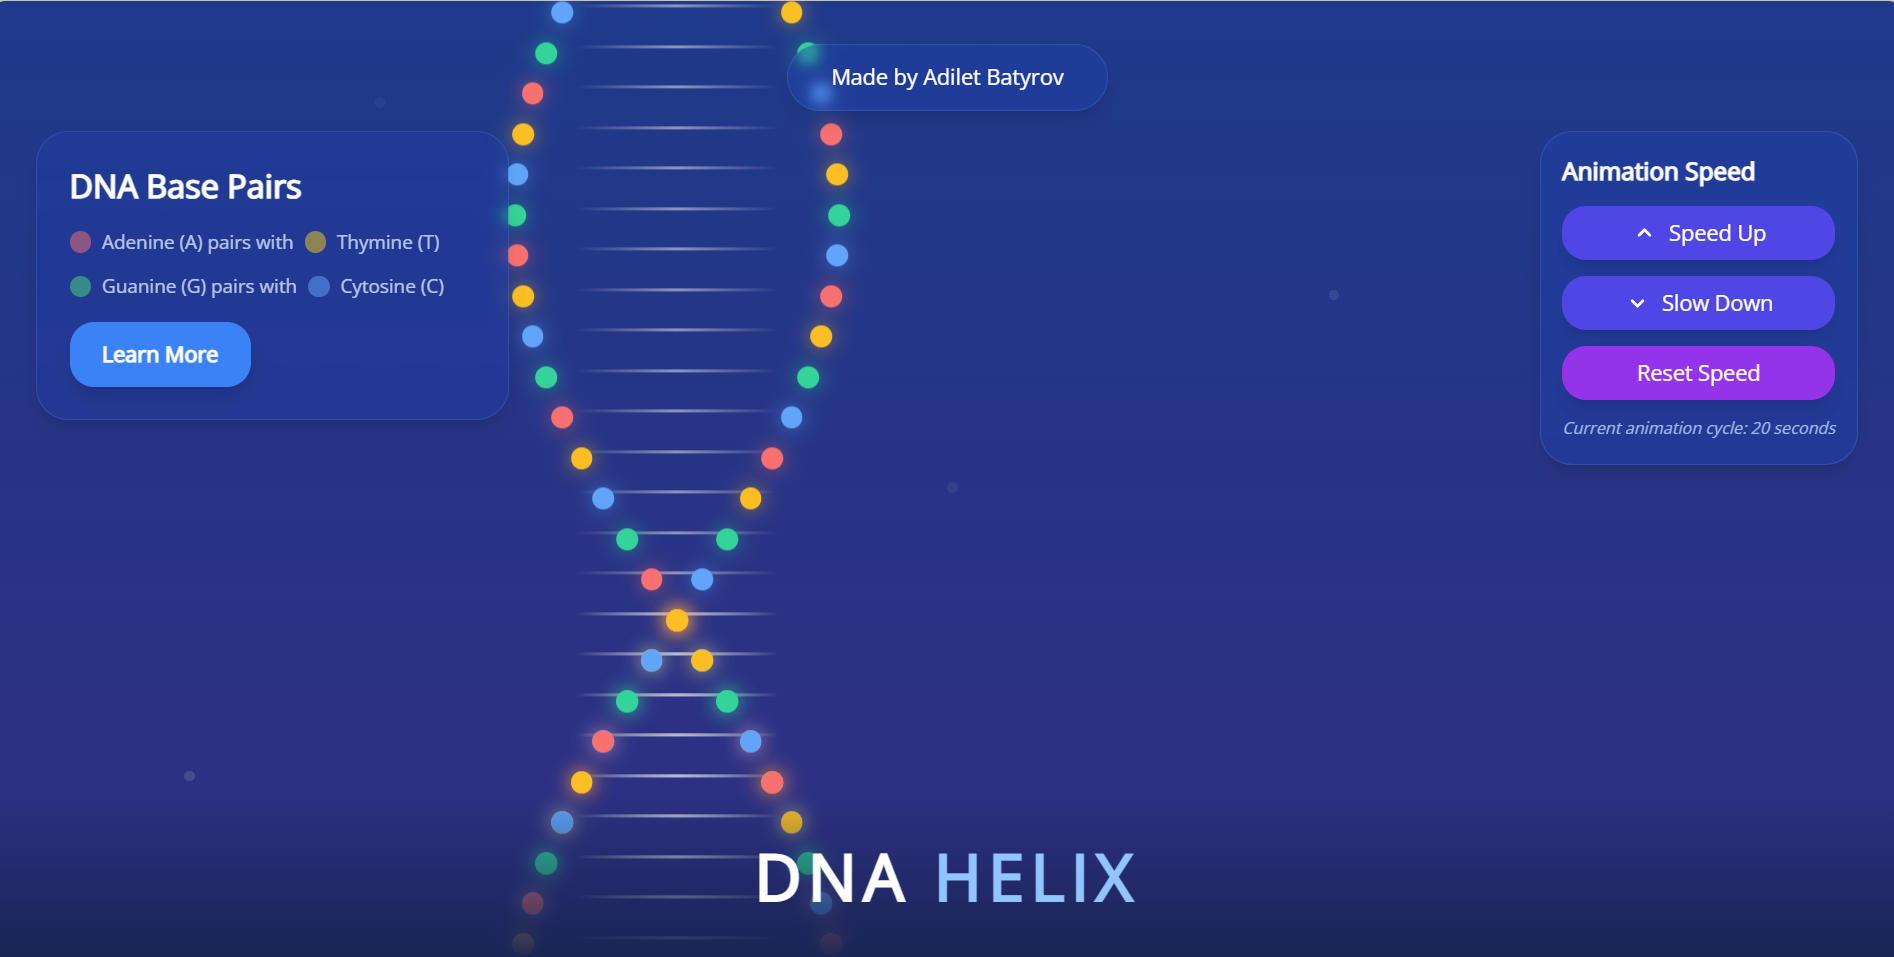 Made by Adilet Batyrov
DNA Base Pairs
Adenine (A) pairs with Thymine (T)
Guanine (G) pairs with Cytosine (C)
Learn More
Animation Speed
Speed Up
Slow Down
Reset Speed
Current animation cycle: 20 seconds
DNA HELIX